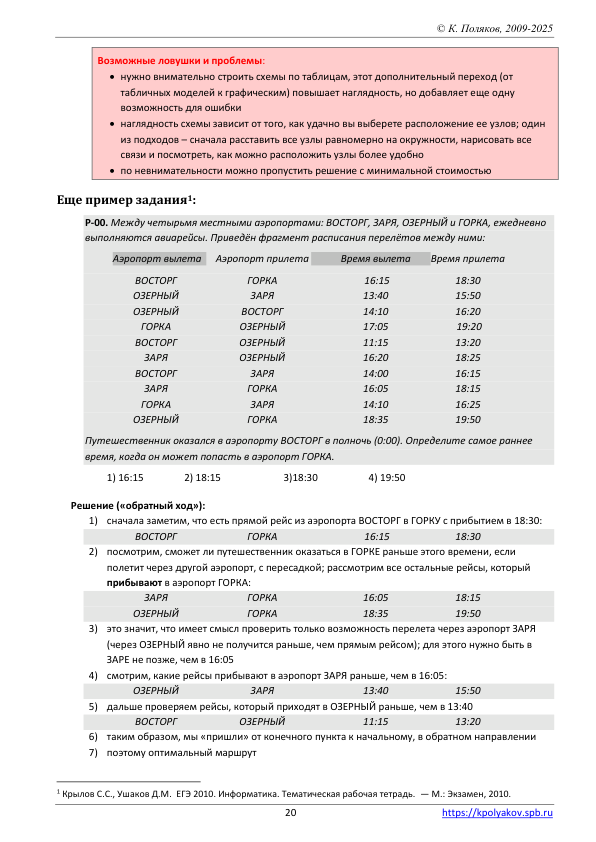 © К. Поляков, 2009-2025
Возможные ловушки и проблемы:
• нужно внимательно строить схемы по таблицам, этот дополнительный переход (от
табличных моделей к графическим) повышает наглядность, но добавляет еще одну
возможность для ошибки
• наглядность схемы зависит от того, как удачно вы выберете расположение ее узлов; один
из подходов – сначала расставить все узлы равномерно на окружности, нарисовать все
связи и посмотреть, как можно расположить узлы более удобно
• по невнимательности можно пропустить решение с минимальной стоимостью
Еще пример задания¹:
Р-00. Между четырьмя местными аэропортами: ВОСТОРГ, ЗАРЯ, ОЗЕРНЫЙ и ГОРКА, ежедневно
выполняются авиарейсы. Приведён фрагмент расписания перелётов между ними:
Аэропорт вылета Аэропорт прилета Время вылета Время прилета
ВОСТОРГ ГОРКА 16:15 18:30
ОЗЕРНЫЙ ЗАРЯ 13:40 15:50
ОЗЕРНЫЙ ВОСТОРГ 14:10 16:20
ГОРКА ОЗЕРНЫЙ 17:05 19:20
ВОСТОРГ ОЗЕРНЫЙ 11:15 13:20
ЗАРЯ ОЗЕРНЫЙ 16:20 18:25
ВОСТОРГ ЗАРЯ 14:00 16:15
ЗАРЯ ГОРКА 16:05 18:15
ГОРКА ЗАРЯ 14:10 16:25
ОЗЕРНЫЙ ГОРКА 18:35 19:50
Путешественник оказался в аэропорту ВОСТОРГ в полночь (0:00). Определите самое раннее
время, когда он может попасть в аэропорт ГОРКА.
1) 16:15 2) 18:15 3)18:30 4) 19:50
Решение («обратный ход»):
1) сначала заметим, что есть прямой рейс из аэропорта ВОСТОРГ в ГОРКУ с прибытием в 18:30:
ВОСТОРГ ГОРКА 16:15 18:30
2) посмотрим, сможет ли путешественник оказаться в ГОРКЕ раньше этого времени, если
полетит через другой аэропорт, с пересадкой; рассмотрим все остальные рейсы, который
прибывают в аэропорт ГОРКА:
ЗАРЯ ГОРКА 16:05 18:15
ОЗЕРНЫЙ ГОРКА 18:35 19:50
3) это значит, что имеет смысл проверить только возможность перелета через аэропорт ЗАРЯ
(через ОЗЕРНЫЙ явно не получится раньше, чем прямым рейсом); для этого нужно быть в
ЗАРЕ не позже, чем в 16:05
4) смотрим, какие рейсы прибывают в аэропорт ЗАРЯ раньше, чем в 16:05:
ОЗЕРНЫЙ ЗАРЯ 13:40 15:50
5) дальше проверяем рейсы, который приходят в ОЗЕРНЫЙ раньше, чем в 13:40
ВОСТОРГ ОЗЕРНЫЙ 11:15 13:20
6) таким образом, мы «пришли» от конечного пункта к начальному, в обратном направлении
7) поэтому оптимальный маршрут
¹ Крылов С.С., Ушаков Д.М. ЕГЭ 2010. Информатика. Тематическая рабочая тетрадь. — М.: Экзамен, 2010.
20 https://kpolyakov.spb.ru